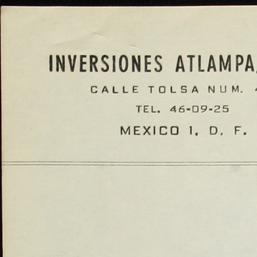 INVERSIONES ATLAMPA,
CALLE TOLSA NUM.
TEL. 46-09-25
MEXICO 1, D. F.